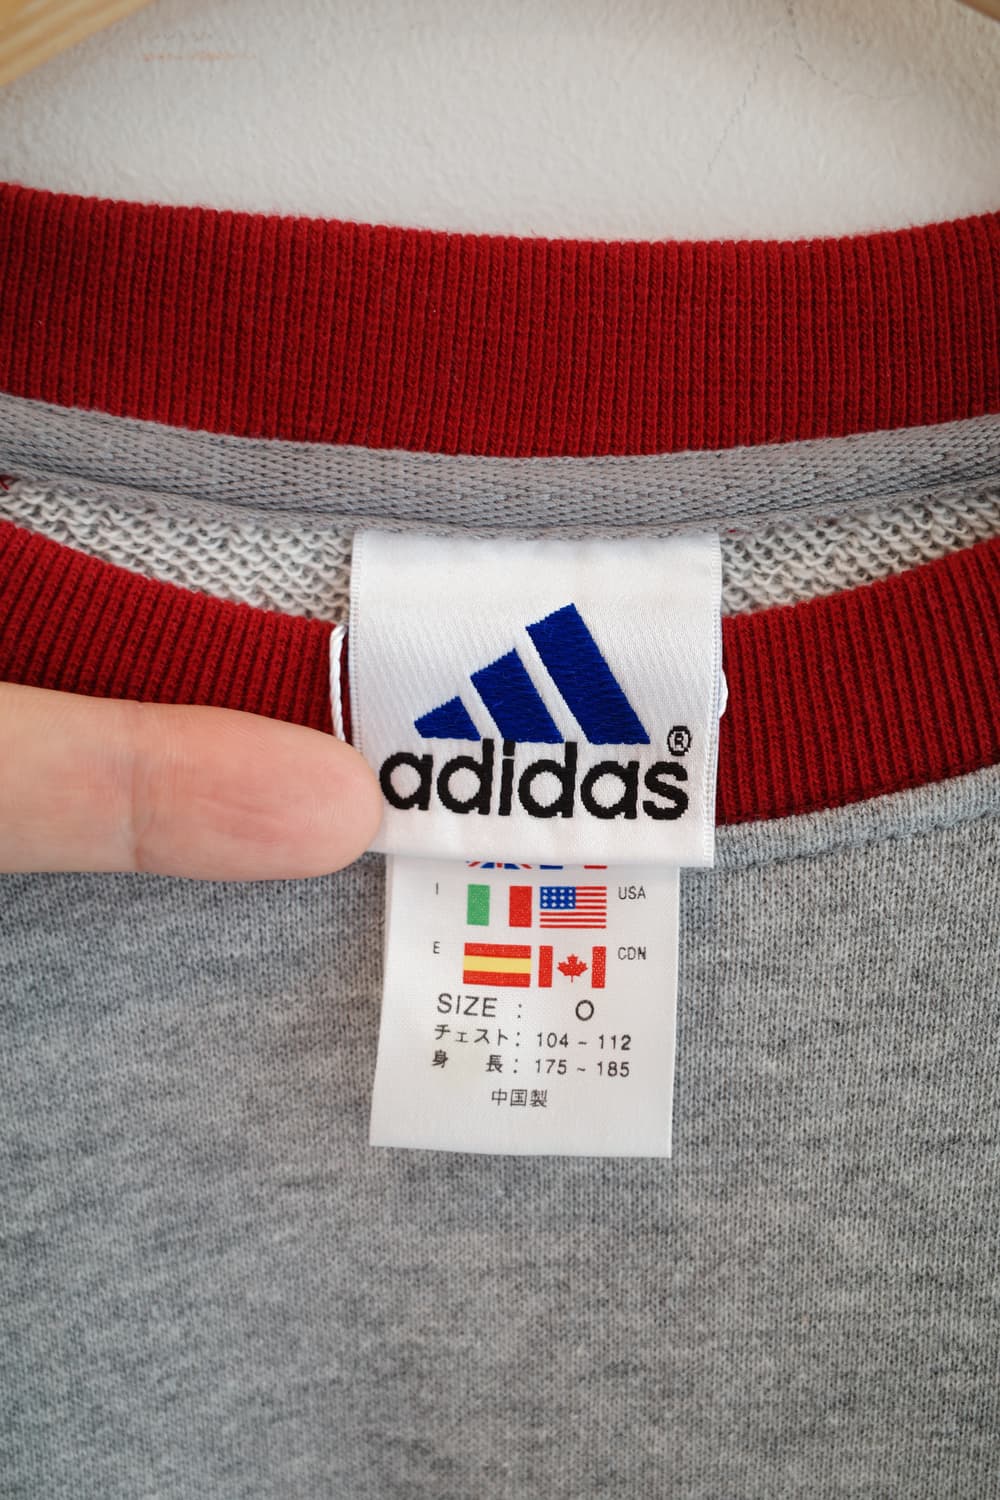 adidas®
I USA
E CDN
SIZE : O
チェスト: 104 ~ 112
身 長: 175 ~ 185
中国製